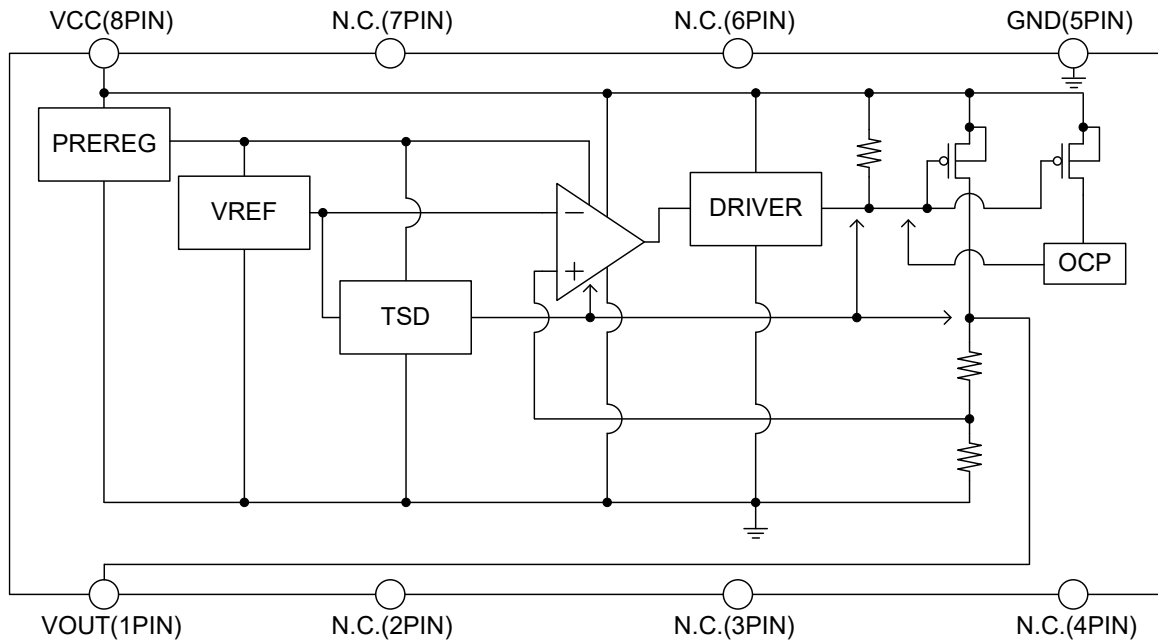 VCC(8PIN)
N.C.(7PIN)
N.C.(6PIN)
GND(5PIN)
PREREG
VREF
DRIVER
OCP
TSD
VOUT(1PIN)
N.C.(2PIN)
N.C.(3PIN)
N.C.(4PIN)